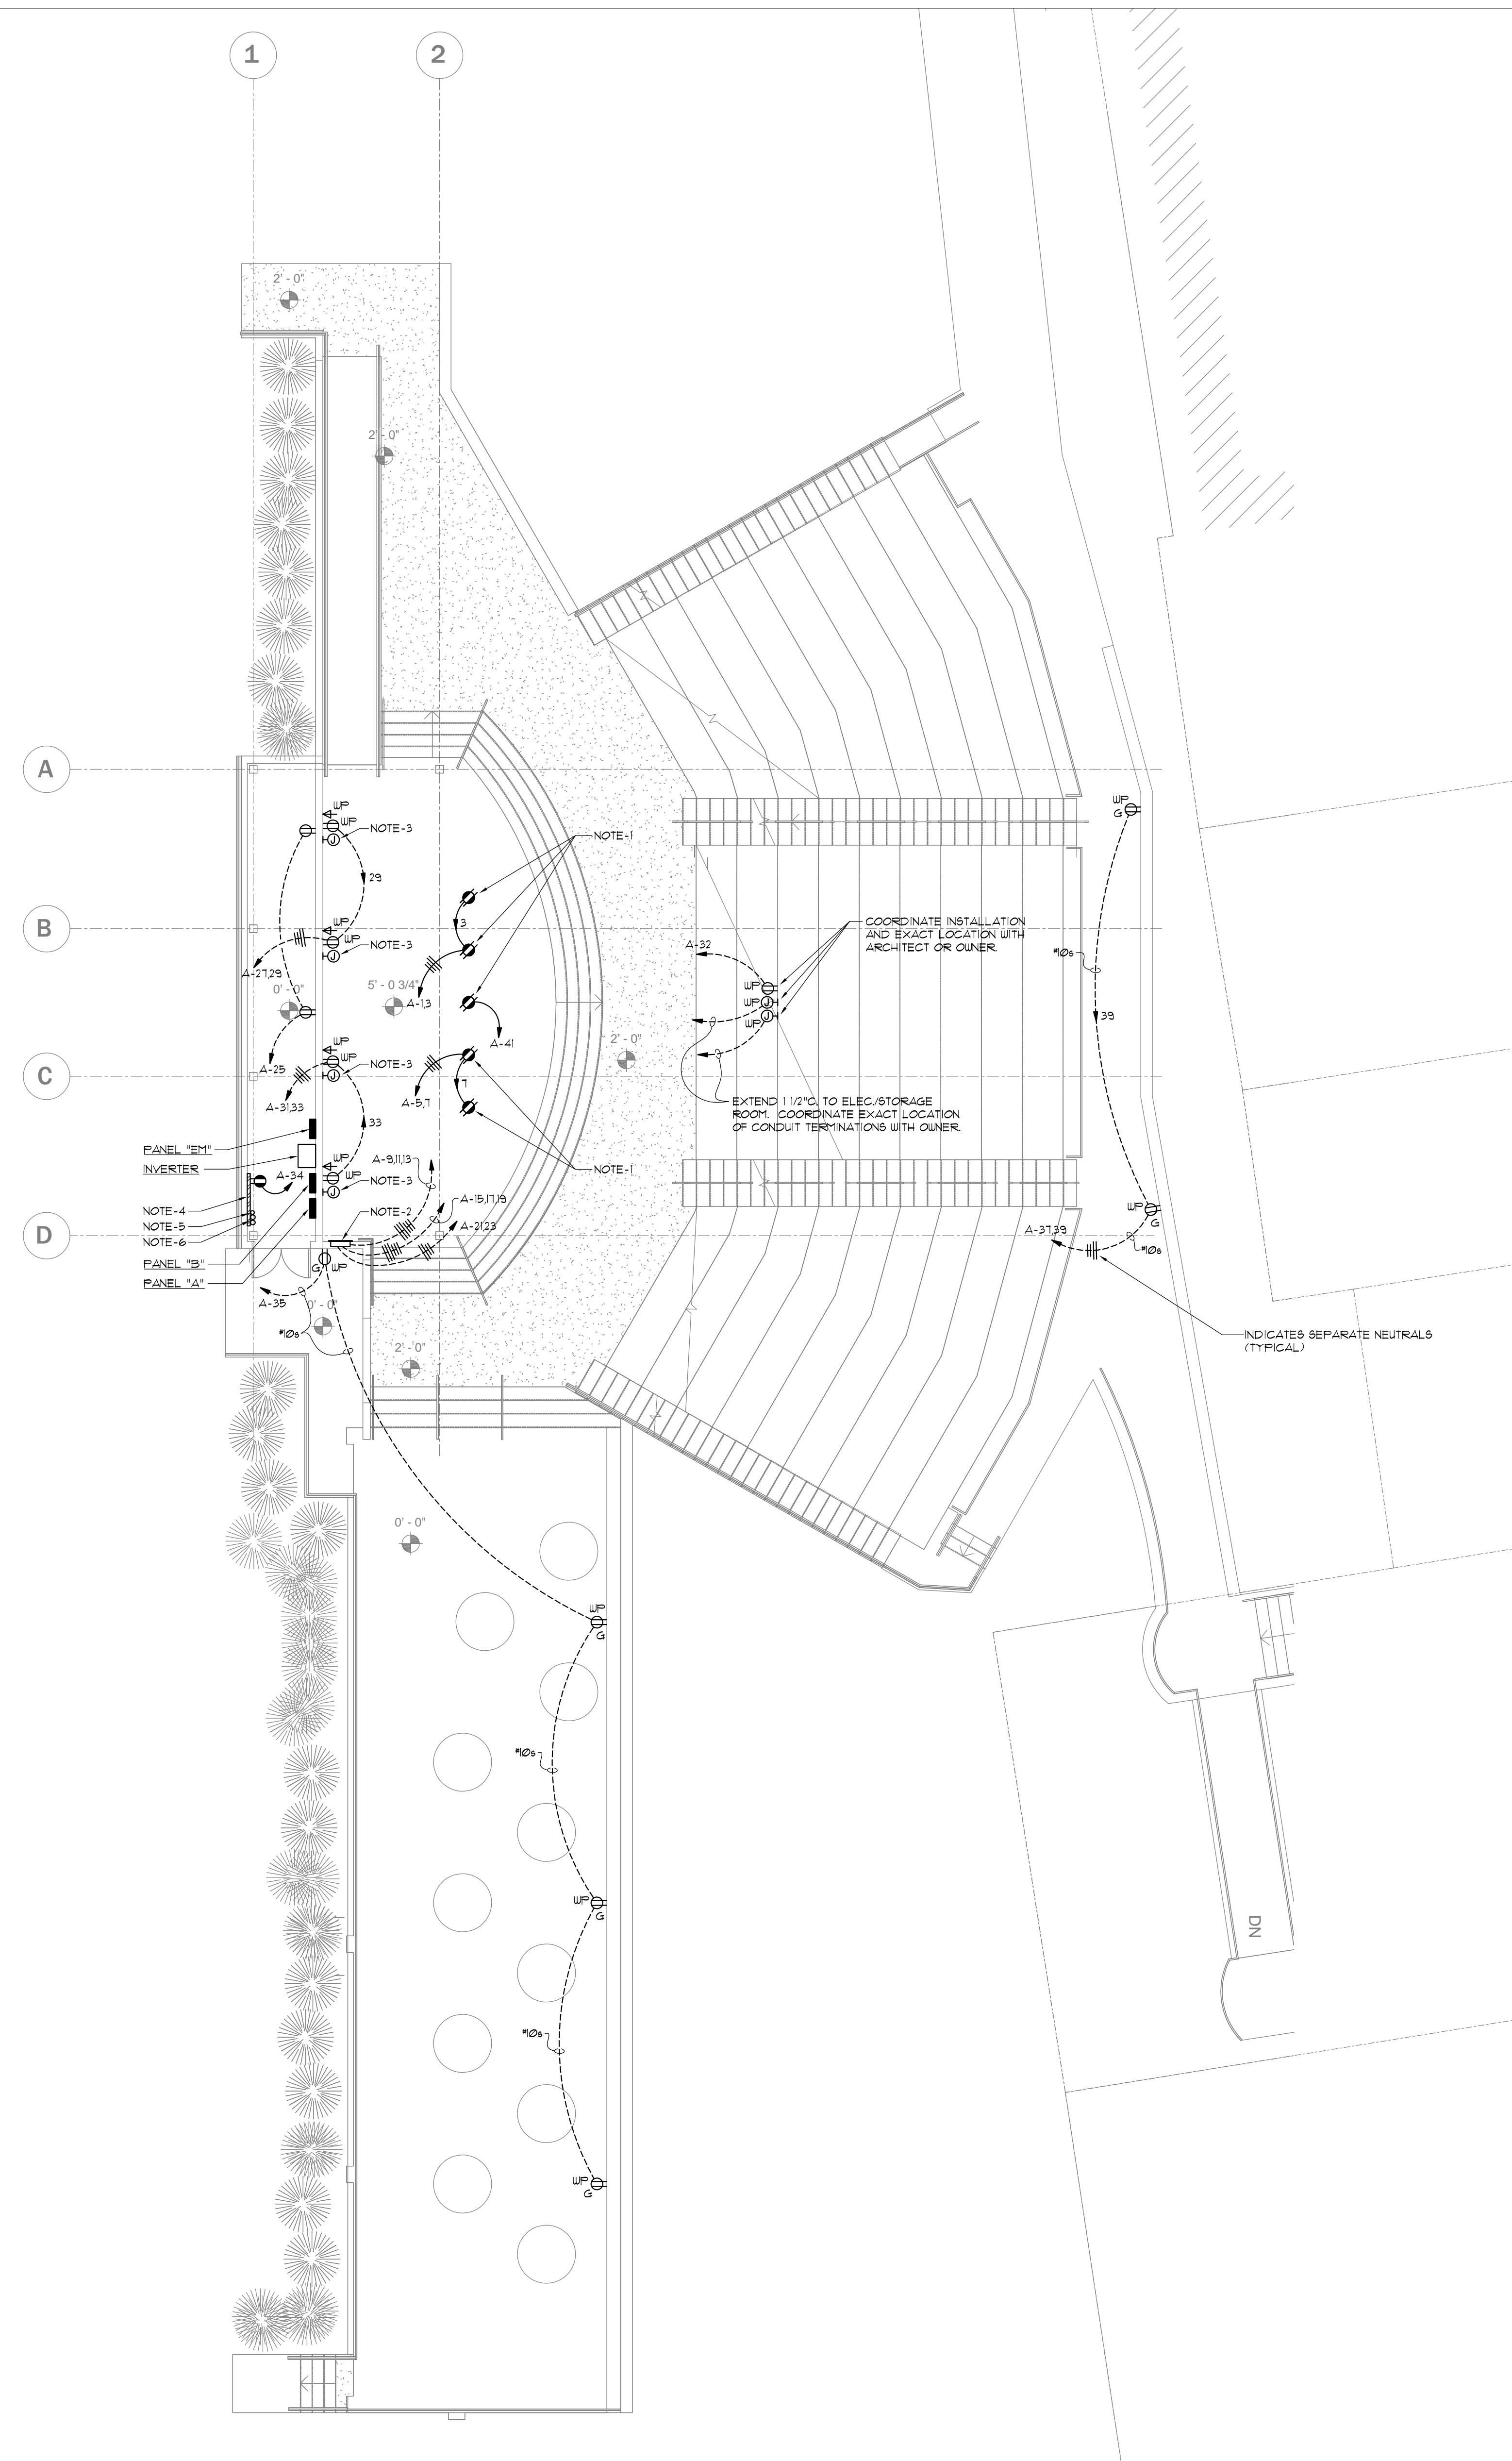 1
2
2' - 0"
2' - 0"
A
WP
WP
NOTE-3
J
NOTE-1
WP
G
29
3
B
WP
WP
NOTE-3
J
COORDINATE INSTALLATION
AND EXACT LOCATION WITH
ARCHITECT OR OWNER.
A-32
#10s
A-27,29
0' - 0"
5' - 0 3/4"
A-1,3
WP
WP
J
WP
J
39
A-41
2' - 0"
WP
WP
NOTE-3
J
A-25
C
7
A-5,7
A-31,33
33
EXTEND 1 1/2"C. TO ELEC./STORAGE
ROOM. COORDINATE EXACT LOCATION
OF CONDUIT TERMINATIONS WITH OWNER.
PANEL "EM"
INVERTER
WP
A-9,11,13
NOTE-1
A-34
WP
NOTE-3
J
A-15,17,19
NOTE-4
NOTE-5
NOTE-6
NOTE-2
A-21,23
WP
G
D
A-37,39
#10s
PANEL "B"
G
WP
PANEL "A"
A-35
0' - 0"
#10s
INDICATES SEPARATE NEUTRALS
(TYPICAL)
2' - 0"
0' - 0"
WP
G
#10s
WP
G
DN
#10s
WP
G